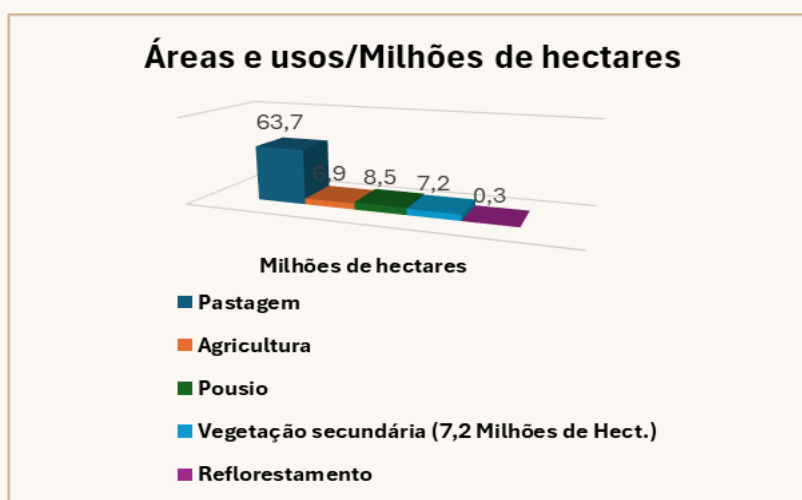 Áreas e usos/Milhões de hectares
63,7
6,9
8,5
7,2
0,3
Milhões de hectares
Pastagem
Agricultura
Pousio
Vegetação secundária (7,2 Milhões de Hect.)
Reflorestamento